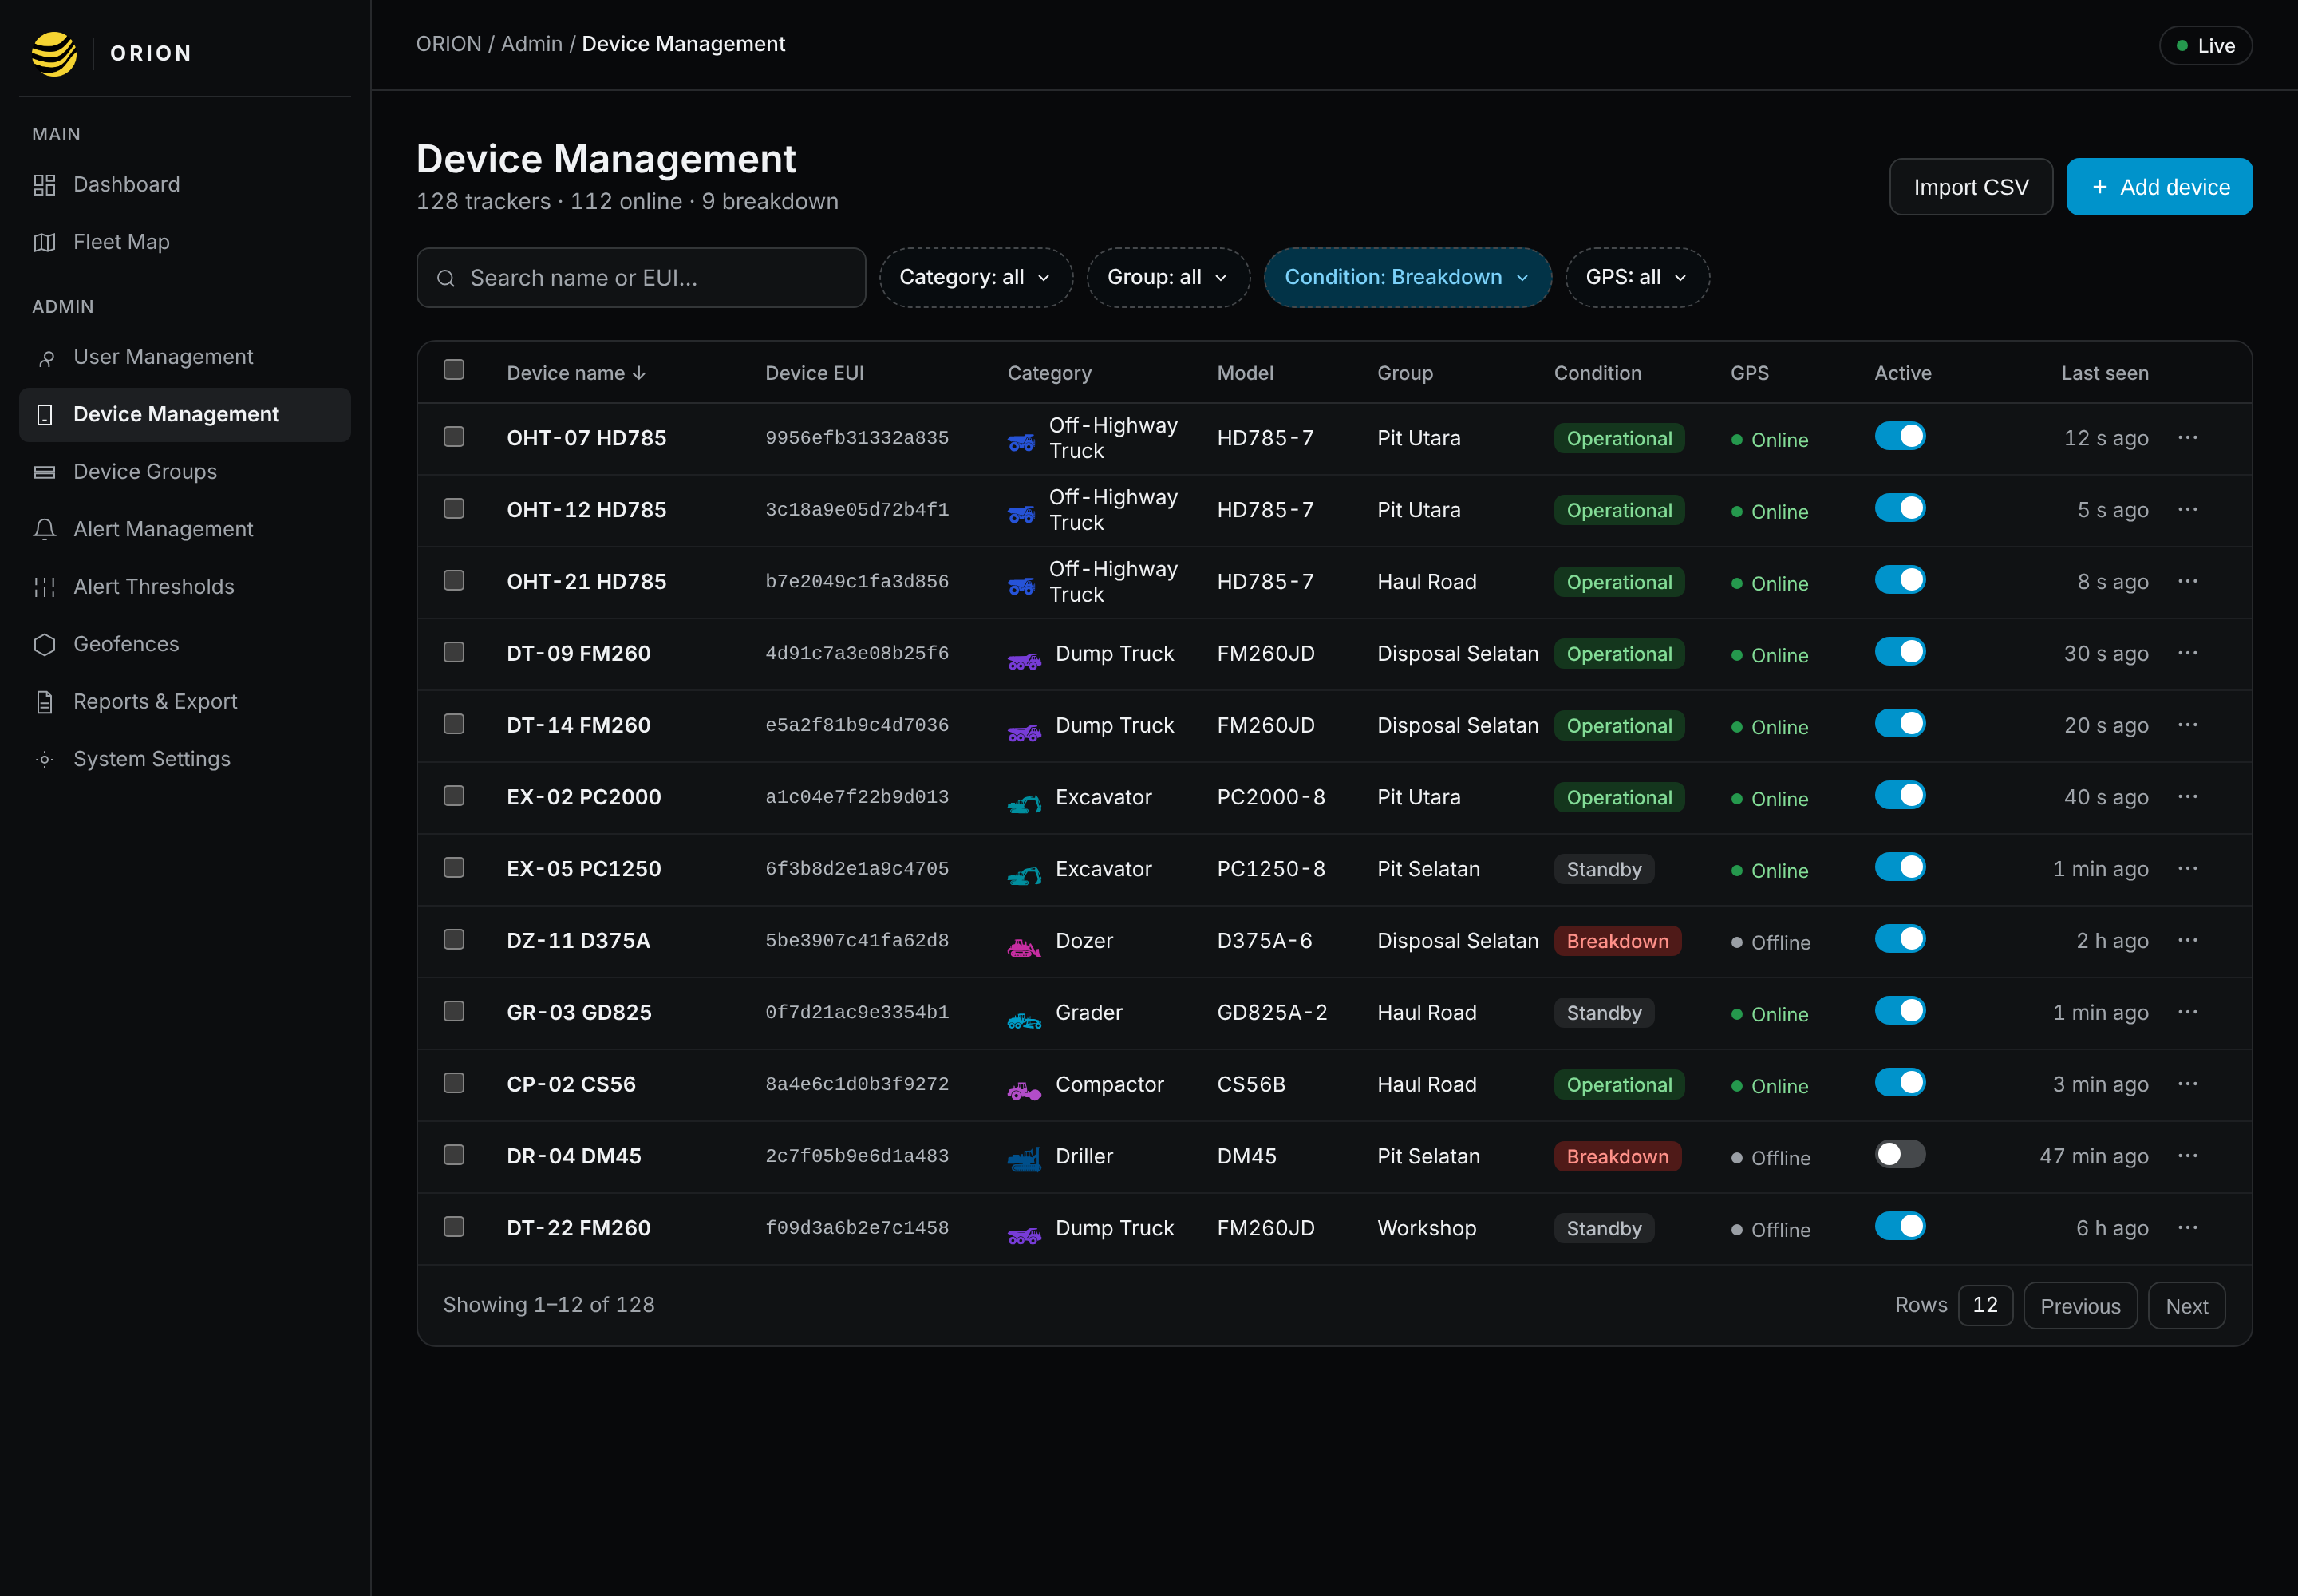 ORION
MAIN
Dashboard
Fleet Map
ADMIN
User Management
Device Management
Device Groups
Alert Management
Alert Thresholds
Geofences
Reports & Export
System Settings
ORION / Admin / Device Management
Live
Device Management
128 trackers · 112 online · 9 breakdown
Import CSV
+ Add device
Search name or EUI...
Category: all
Group: all
Condition: Breakdown
GPS: all
Device name ↓ Device EUI Category Model Group Condition GPS Active Last seen
OHT-07 HD785 9956efb31332a835 Off-Highway Truck HD785-7 Pit Utara Operational Online 12 s ago ...
OHT-12 HD785 3c18a9e05d72b4f1 Off-Highway Truck HD785-7 Pit Utara Operational Online 5 s ago ...
OHT-21 HD785 b7e2049c1fa3d856 Off-Highway Truck HD785-7 Haul Road Operational Online 8 s ago ...
DT-09 FM260 4d91c7a3e08b25f6 Dump Truck FM260JD Disposal Selatan Operational Online 30 s ago ...
DT-14 FM260 e5a2f81b9c4d7036 Dump Truck FM260JD Disposal Selatan Operational Online 20 s ago ...
EX-02 PC2000 a1c04e7f22b9d013 Excavator PC2000-8 Pit Utara Operational Online 40 s ago ...
EX-05 PC1250 6f3b8d2e1a9c4705 Excavator PC1250-8 Pit Selatan Standby Online 1 min ago ...
DZ-11 D375A 5be3907c41fa62d8 Dozer D375A-6 Disposal Selatan Breakdown Offline 2 h ago ...
GR-03 GD825 0f7d21ac9e3354b1 Grader GD825A-2 Haul Road Standby Online 1 min ago ...
CP-02 CS56 8a4e6c1d0b3f9272 Compactor CS56B Haul Road Operational Online 3 min ago ...
DR-04 DM45 2c7f05b9e6d1a483 Driller DM45 Pit Selatan Breakdown Offline 47 min ago ...
DT-22 FM260 f09d3a6b2e7c1458 Dump Truck FM260JD Workshop Standby Offline 6 h ago ...
Showing 1–12 of 128
Rows 12 Previous Next